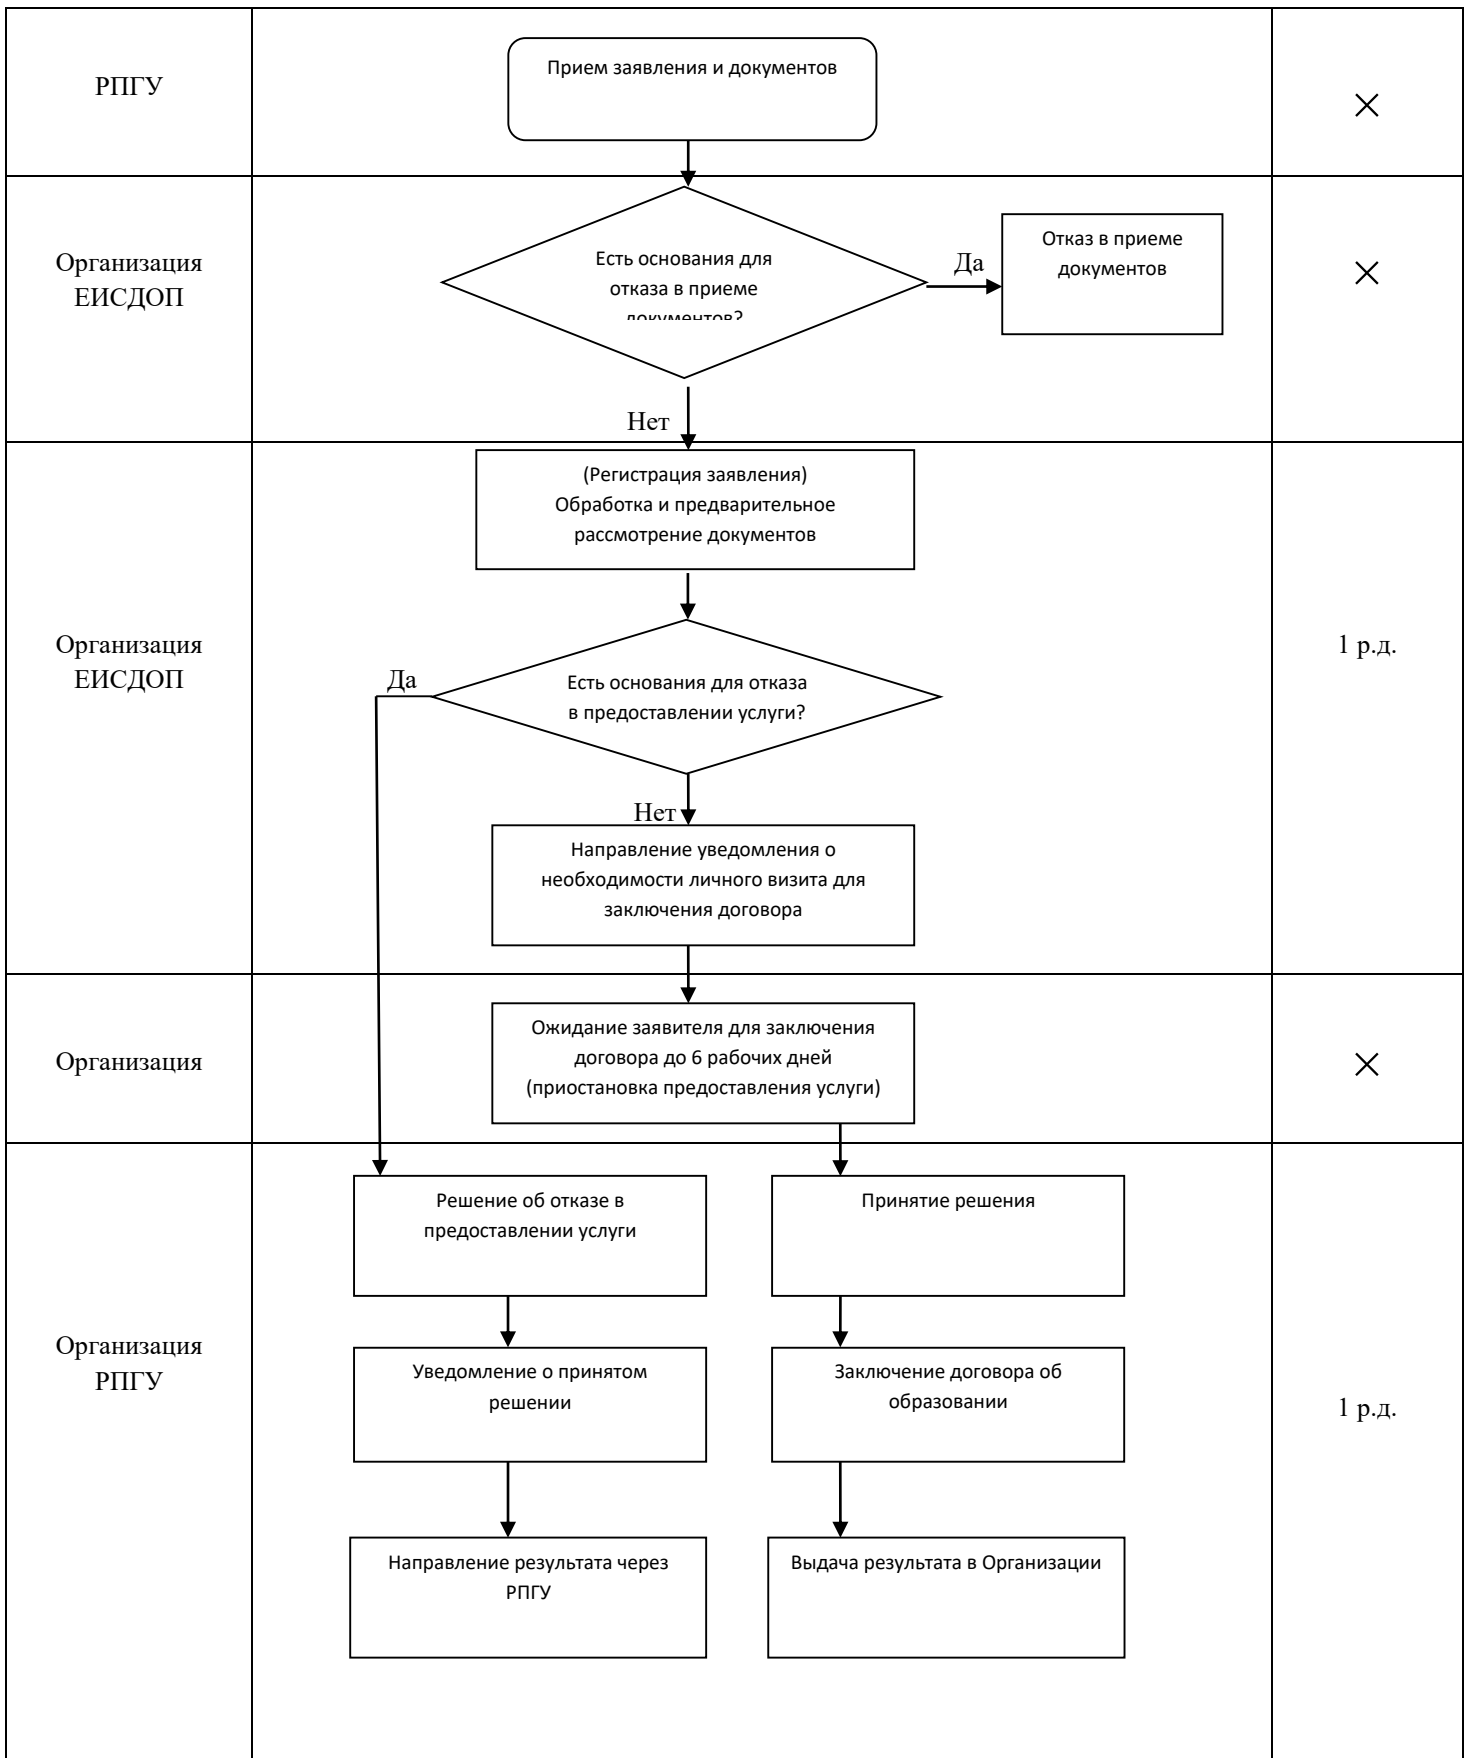 РПГУ
Прием заявления и документов
×
Организация
ЕИСДОП
Есть основания для
отказа в приеме
документов?
Да
Отказ в приеме
документов
×
Нет
Организация
ЕИСДОП
(Регистрация заявления)
Обработка и предварительное
рассмотрение документов
Да
Есть основания для отказа
в предоставлении услуги?
Нет
Направление уведомления о
необходимости личного визита для
заключения договора
1 р.д.
Организация
Ожидание заявителя для заключения
договора до 6 рабочих дней
(приостановка предоставления услуги)
×
Организация
РПГУ
Решение об отказе в
предоставлении услуги
Принятие решения
Уведомление о принятом
решении
Заключение договора об
образовании
Направление результата через
РПГУ
Выдача результата в Организации
1 р.д.